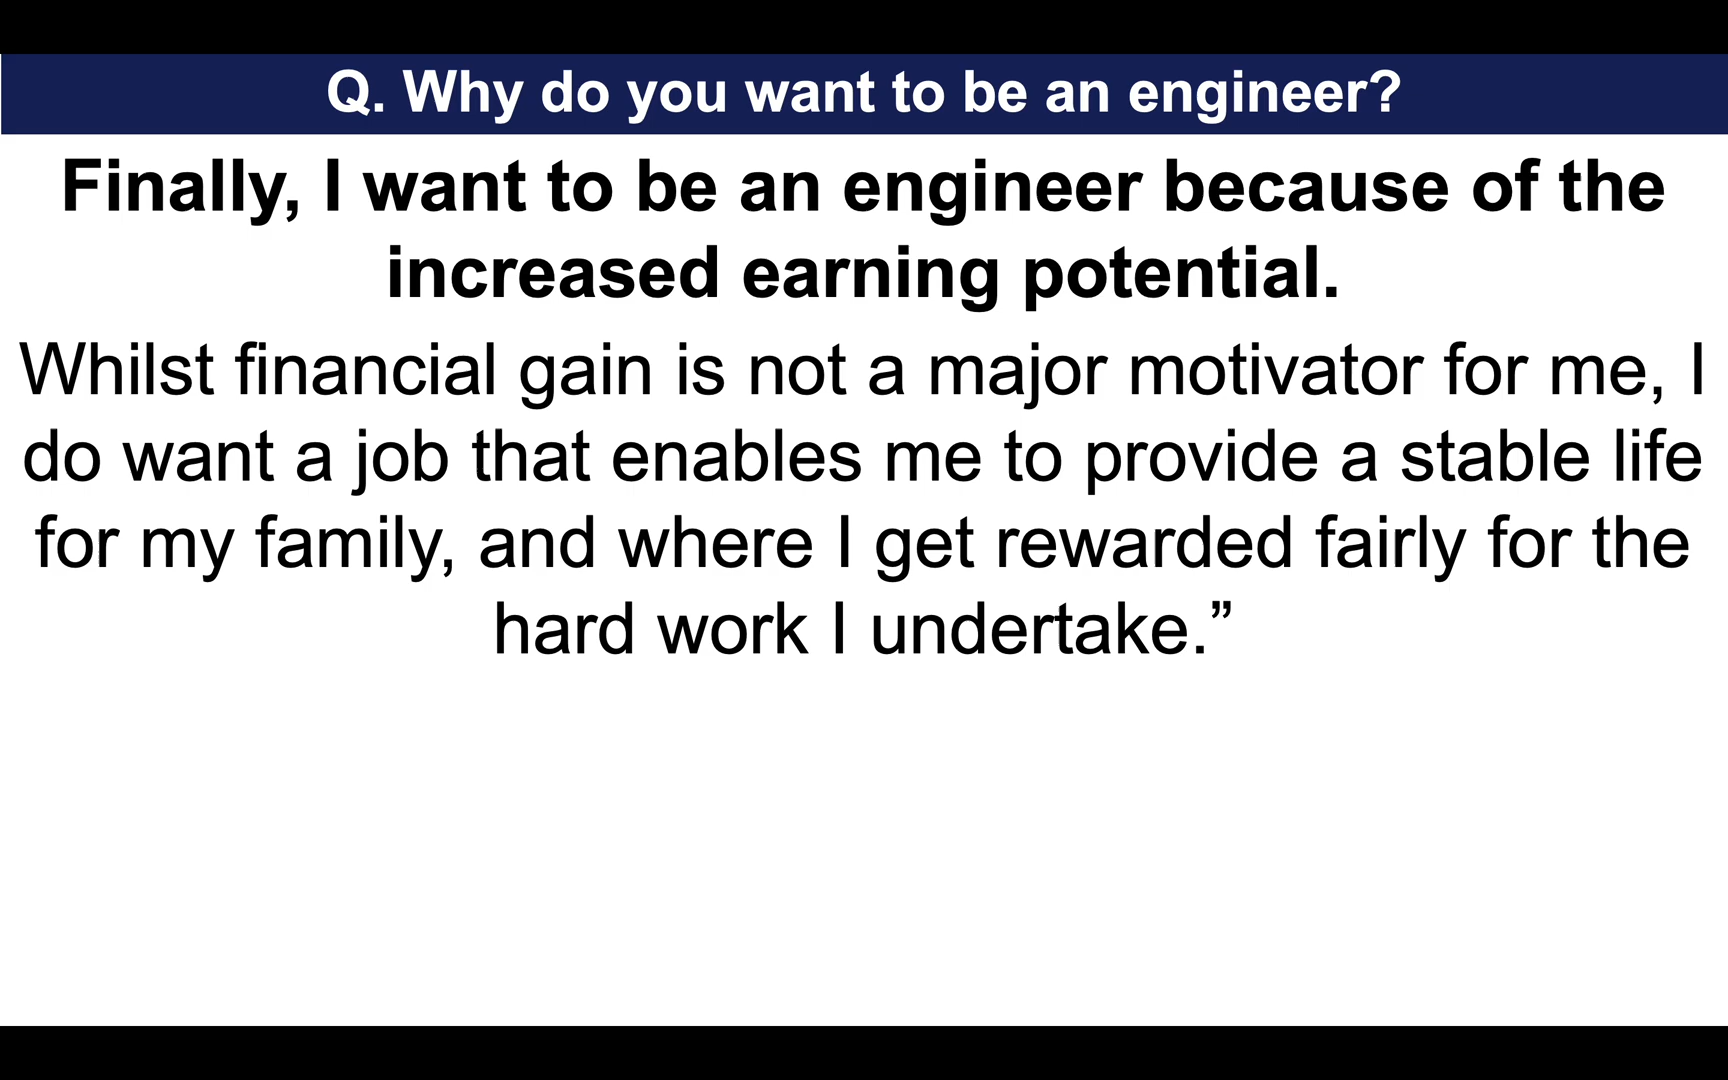 Q. Why do you want to be an engineer?
Finally, I want to be an engineer because of the
increased earning potential.
Whilst financial gain is not a major motivator for me, I
do want a job that enables me to provide a stable life
for my family, and where I get rewarded fairly for the
hard work I undertake.”